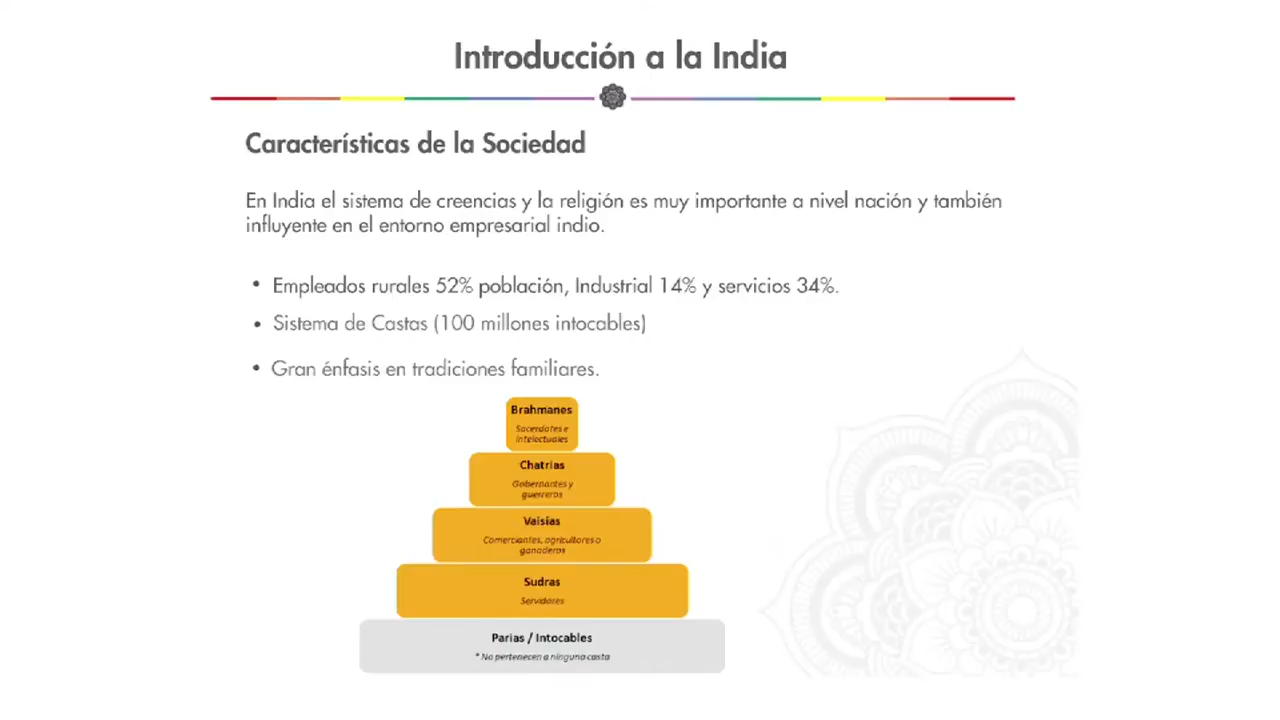 Introducción a la India
Características de la Sociedad
En India el sistema de creencias y la religión es muy importante a nivel nación y también
influyente en el entorno empresarial indio.
• Empleados rurales 52% población, Industrial 14% y servicios 34%.
• Sistema de Castas (100 millones intocables)
• Gran énfasis en tradiciones familiares.
Brahmanes
Sacerdotes e
intelectuales
Chatrias
Gobernantes y
guerreros
Vaisias
Comerciantes, agricultores o
ganaderos
Sudras
Servidores
Parias / Intocables
* No pertenecen a ninguna casta